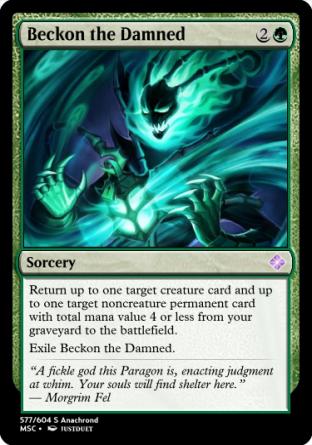 Beckon the Damned 2
Sorcery
Return up to one target creature card and up
to one target noncreature permanent card
with total mana value 4 or less from your
graveyard to the battlefield.
Exile Beckon the Damned.
“A fickle god this Paragon is, enacting judgment
at whim. Your souls will find shelter here.”
— Morgrim Fel
577/604 S Anachrond
MSC • JUSTDUET